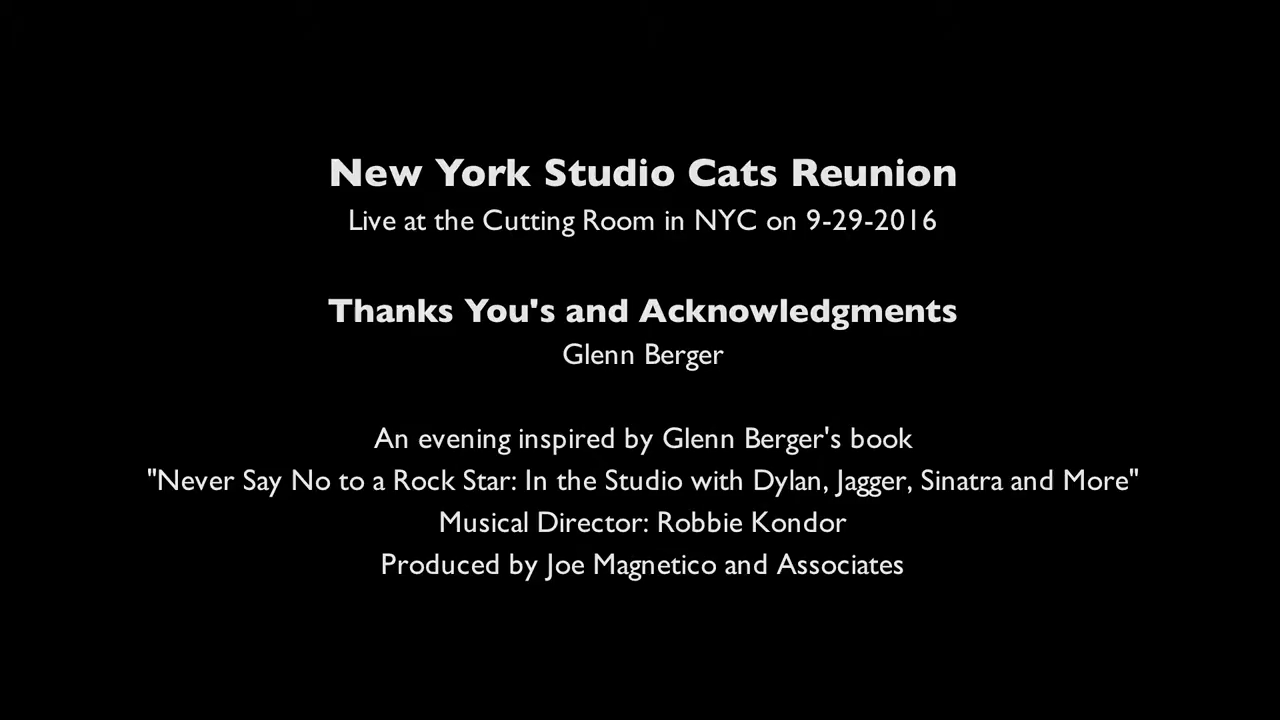 New York Studio Cats Reunion
Live at the Cutting Room in NYC on 9-29-2016
Thanks You's and Acknowledgments
Glenn Berger
An evening inspired by Glenn Berger's book
"Never Say No to a Rock Star: In the Studio with Dylan, Jagger, Sinatra and More"
Musical Director: Robbie Kondor
Produced by Joe Magnetico and Associates